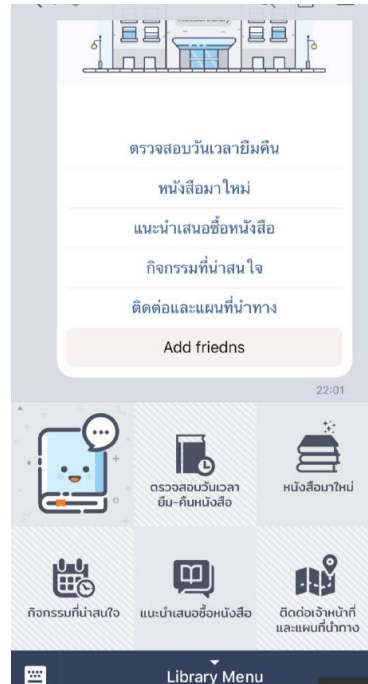 ตรวจสอบวันเวลายืมคืน
หนังสือมาใหม่
แนะนำเสนอซื้อหนังสือ
กิจกรรมที่น่าสนใจ
ติดต่อและแผนที่นำทาง
Add friedns
22:01
ตรวจสอบวันเวลา
ยืม-คืนหนังสือ
หนังสือมาใหม่
กิจกรรมที่น่าสนใจ
แนะนำเสนอซื้อหนังสือ
ติดต่อเจ้าหน้าที่
และแผนที่นำทาง
Library Menu